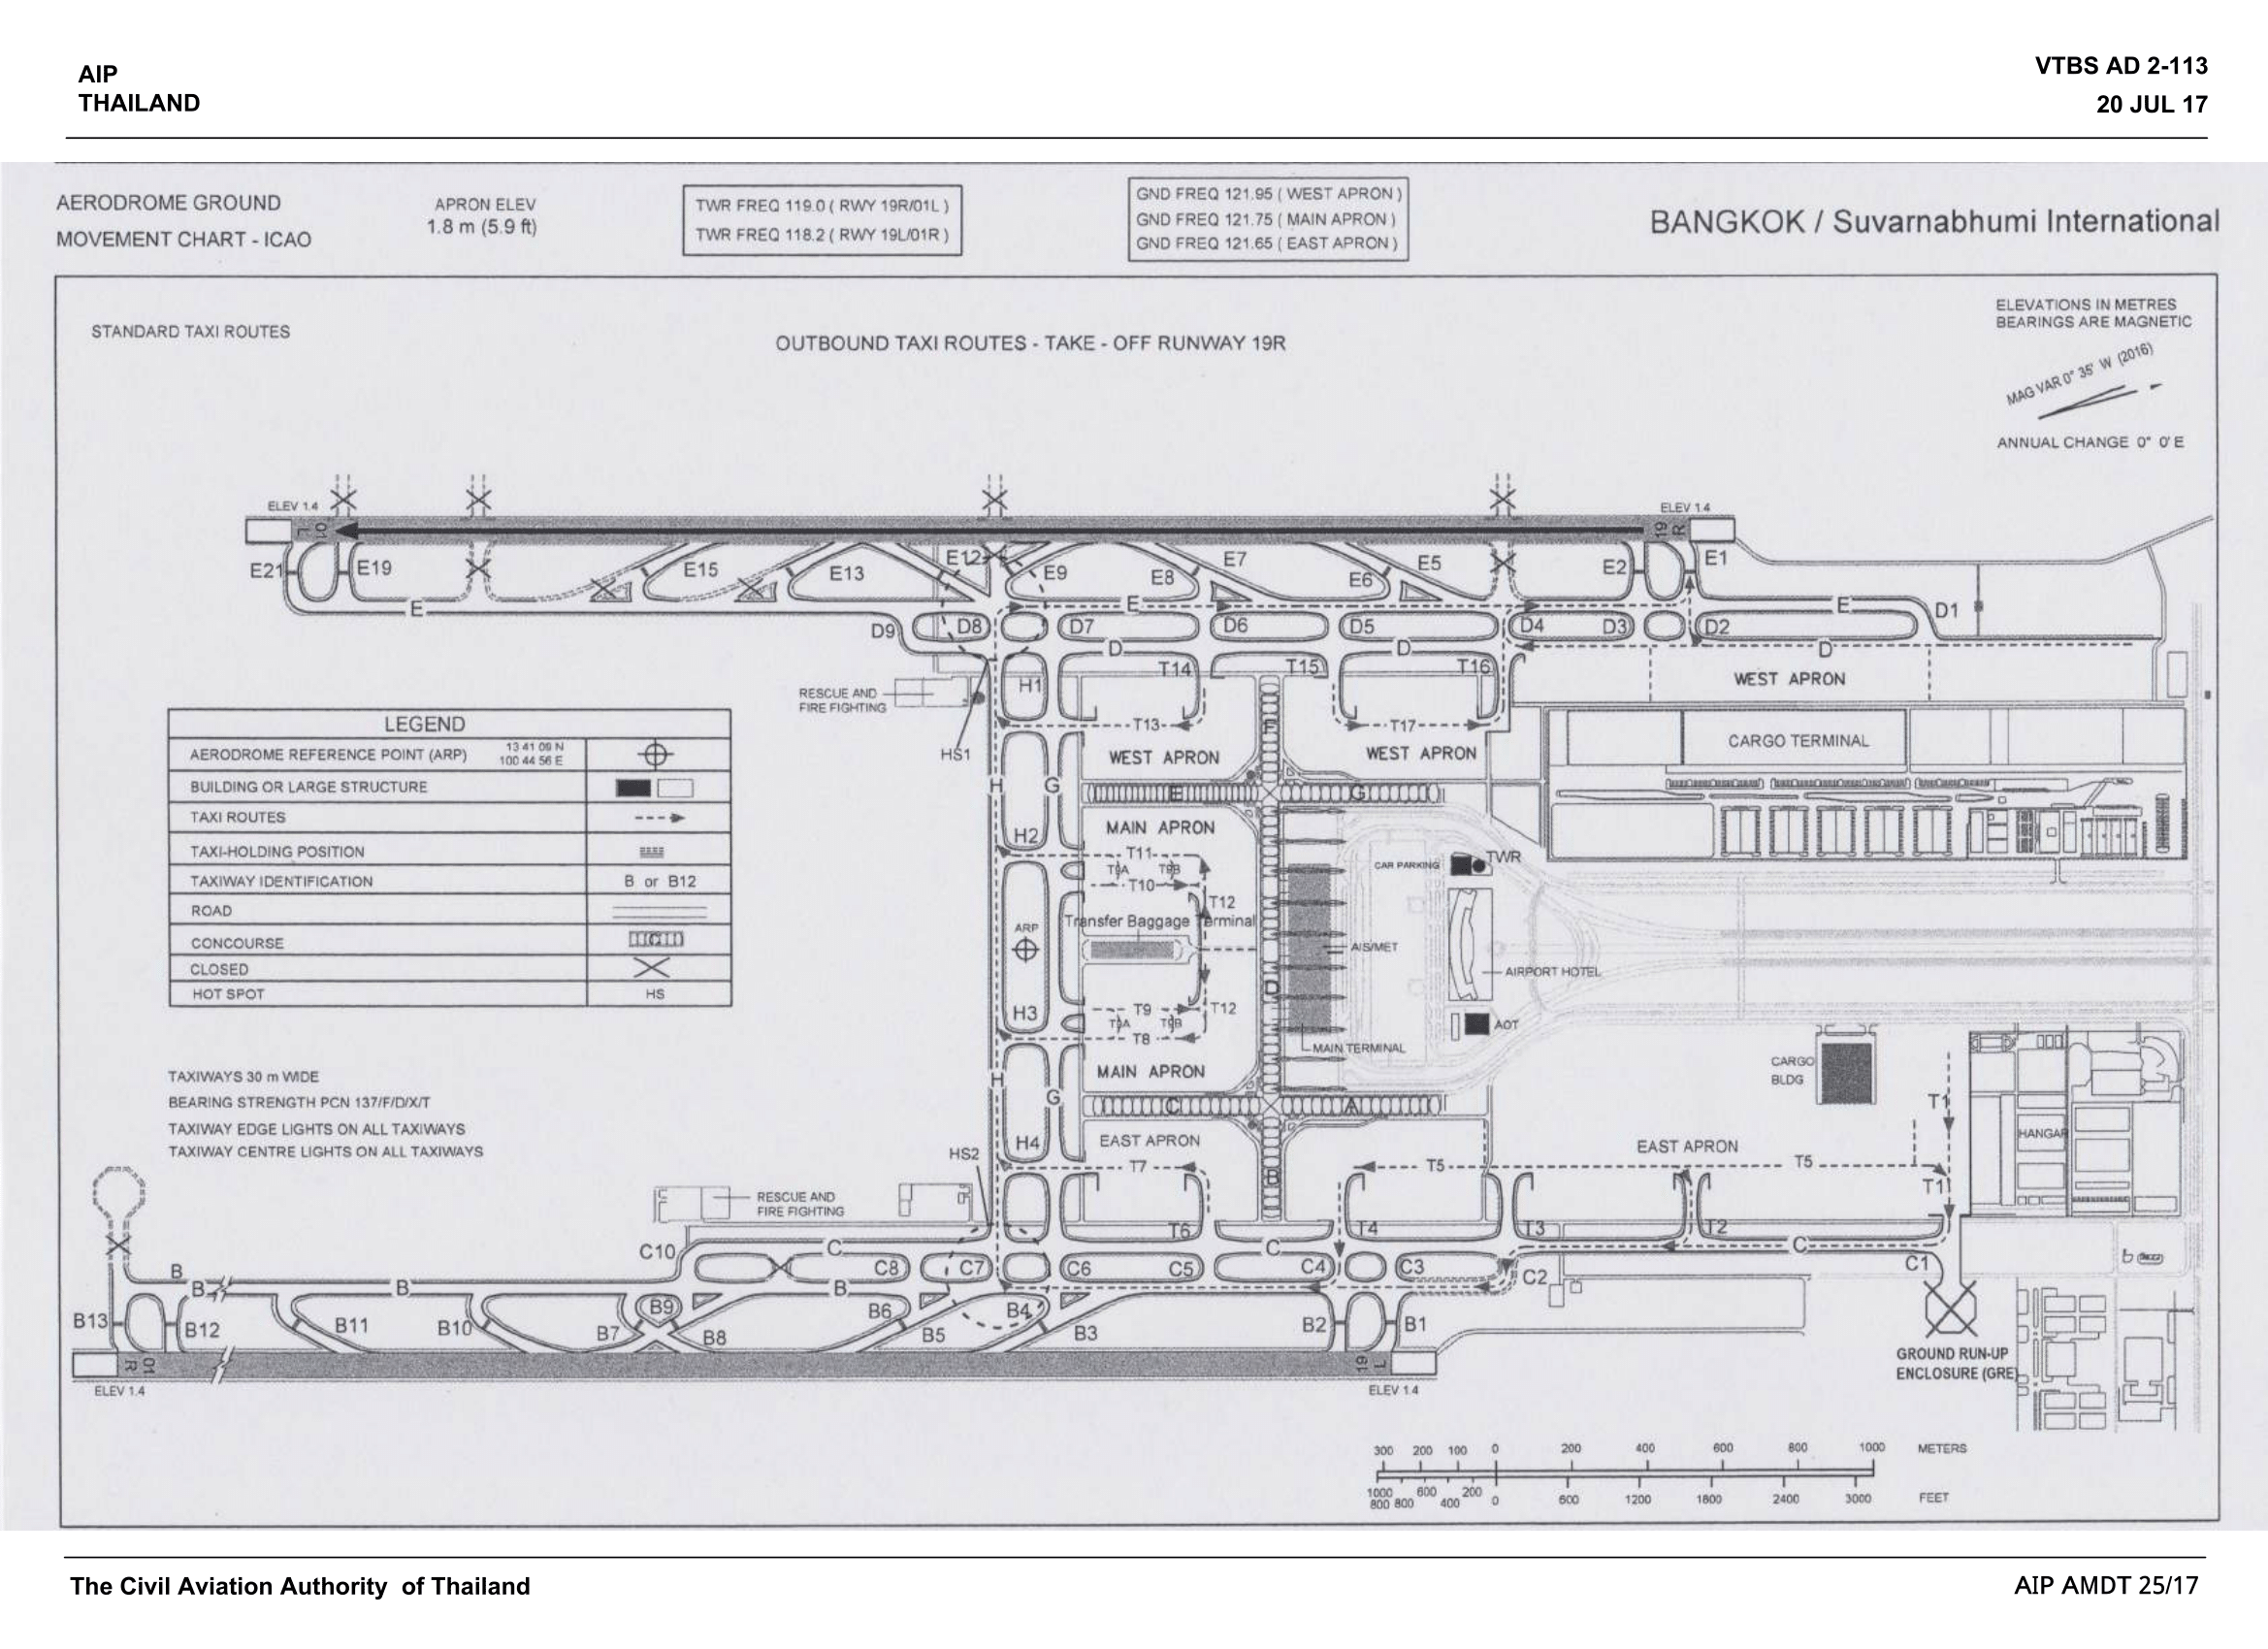 AIP
THAILAND
VTBS AD 2-113
20 JUL 17
AERODROME GROUND
MOVEMENT CHART - ICAO
APRON ELEV
1.8 m (5.9 ft)
TWR FREQ 119.0 ( RWY 19R/01L )
TWR FREQ 118.2 ( RWY 19L/01R )
GND FREQ 121.95 ( WEST APRON )
GND FREQ 121.75 ( MAIN APRON )
GND FREQ 121.65 ( EAST APRON )
BANGKOK / Suvarnabhumi International
STANDARD TAXI ROUTES
OUTBOUND TAXI ROUTES - TAKE - OFF RUNWAY 19R
ELEVATIONS IN METRES
BEARINGS ARE MAGNETIC
MAG VAR 0° 35' W (2016)
ANNUAL CHANGE 0° 0' E
ELEV 1.4
ELEV 1.4
01
L
19
R
E21
E19
E15
E13
E12
E9
E8
E7
E6
E5
E2
E1
E
E
E
D1
D9
D8
D7
D6
D5
D4
D3
D2
D
D
D
RESCUE AND
FIRE FIGHTING
H1
T14
T15
T16
WEST APRON
T13
T17
F
HS1
WEST APRON
WEST APRON
CARGO TERMINAL
H
G
E
G
LEGEND
AERODROME REFERENCE POINT (ARP)
13 41 09 N
100 44 56 E
BUILDING OR LARGE STRUCTURE
TAXI ROUTES
TAXI-HOLDING POSITION
TAXIWAY IDENTIFICATION
B or B12
ROAD
CONCOURSE
C
CLOSED
HOT SPOT
HS
H2
MAIN APRON
T11
T9A
T9B
T10
T12
CAR PARKING
TWR
ARP
Transfer Baggage Terminal
AIS/MET
AIRPORT HOTEL
D
H3
T9
T12
T9A
T9B
T8
AOT
MAIN TERMINAL
MAIN APRON
CARGO
BLDG
H
G
C
A
T1
HANGAR
TAXIWAYS 30 m WIDE
BEARING STRENGTH PCN 137/F/D/X/T
TAXIWAY EDGE LIGHTS ON ALL TAXIWAYS
TAXIWAY CENTRE LIGHTS ON ALL TAXIWAYS
HS2
H4
EAST APRON
EAST APRON
T7
T5
T5
B
T1
RESCUE AND
FIRE FIGHTING
T6
T4
T3
T2
C10
C
C
C
C8
C7
C6
C5
C4
C3
C2
C1
B
B
B
B
B13
B12
B11
B10
B9
B7
B8
B6
B5
B4
B3
B2
B1
01
R
19
L
ELEV 1.4
ELEV 1.4
GROUND RUN-UP
ENCLOSURE (GRE)
300 200 100 0 200 400 600 800 1000 METERS
1000 600 200
800 800 400 0 600 1200 1800 2400 3000 FEET
The Civil Aviation Authority of Thailand
AIP AMDT 25/17